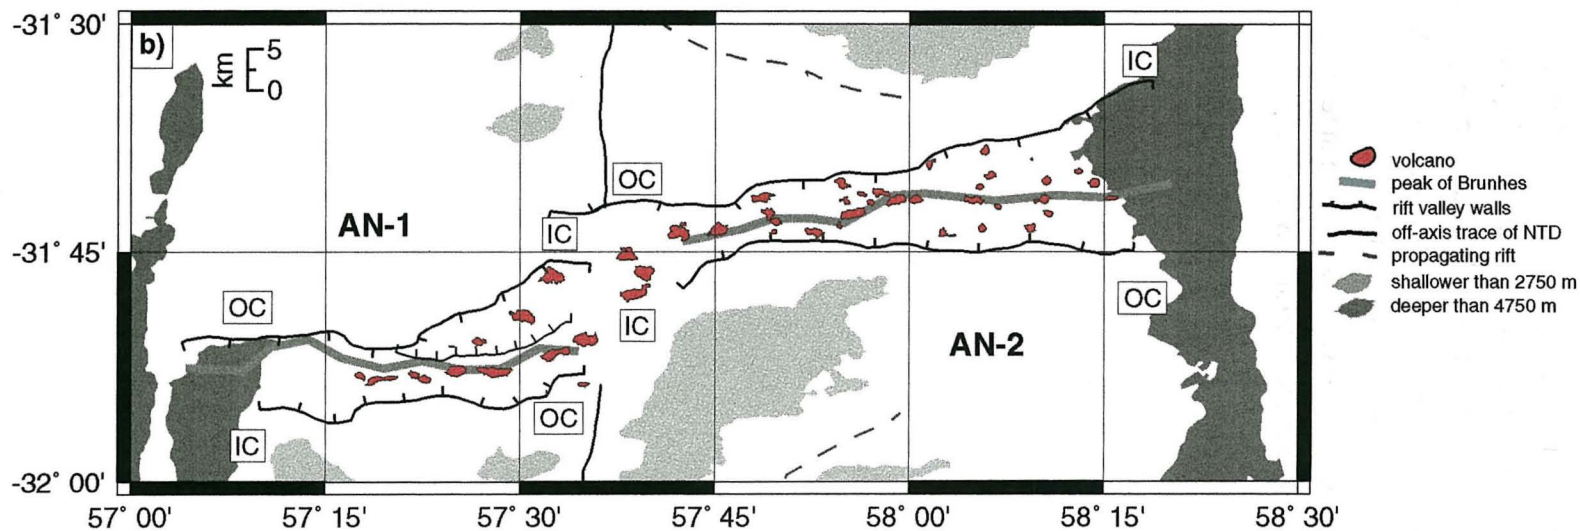 -31° 30'
b)
km
5
0
IC
OC
AN-1
IC
-31° 45'
OC
IC
OC
AN-2
OC
IC
-32° 00'
57° 00'
57° 15'
57° 30'
57° 45'
58° 00'
58° 15'
58° 30'
volcano
peak of Brunhes
rift valley walls
off-axis trace of NTD
propagating rift
shallower than 2750 m
deeper than 4750 m